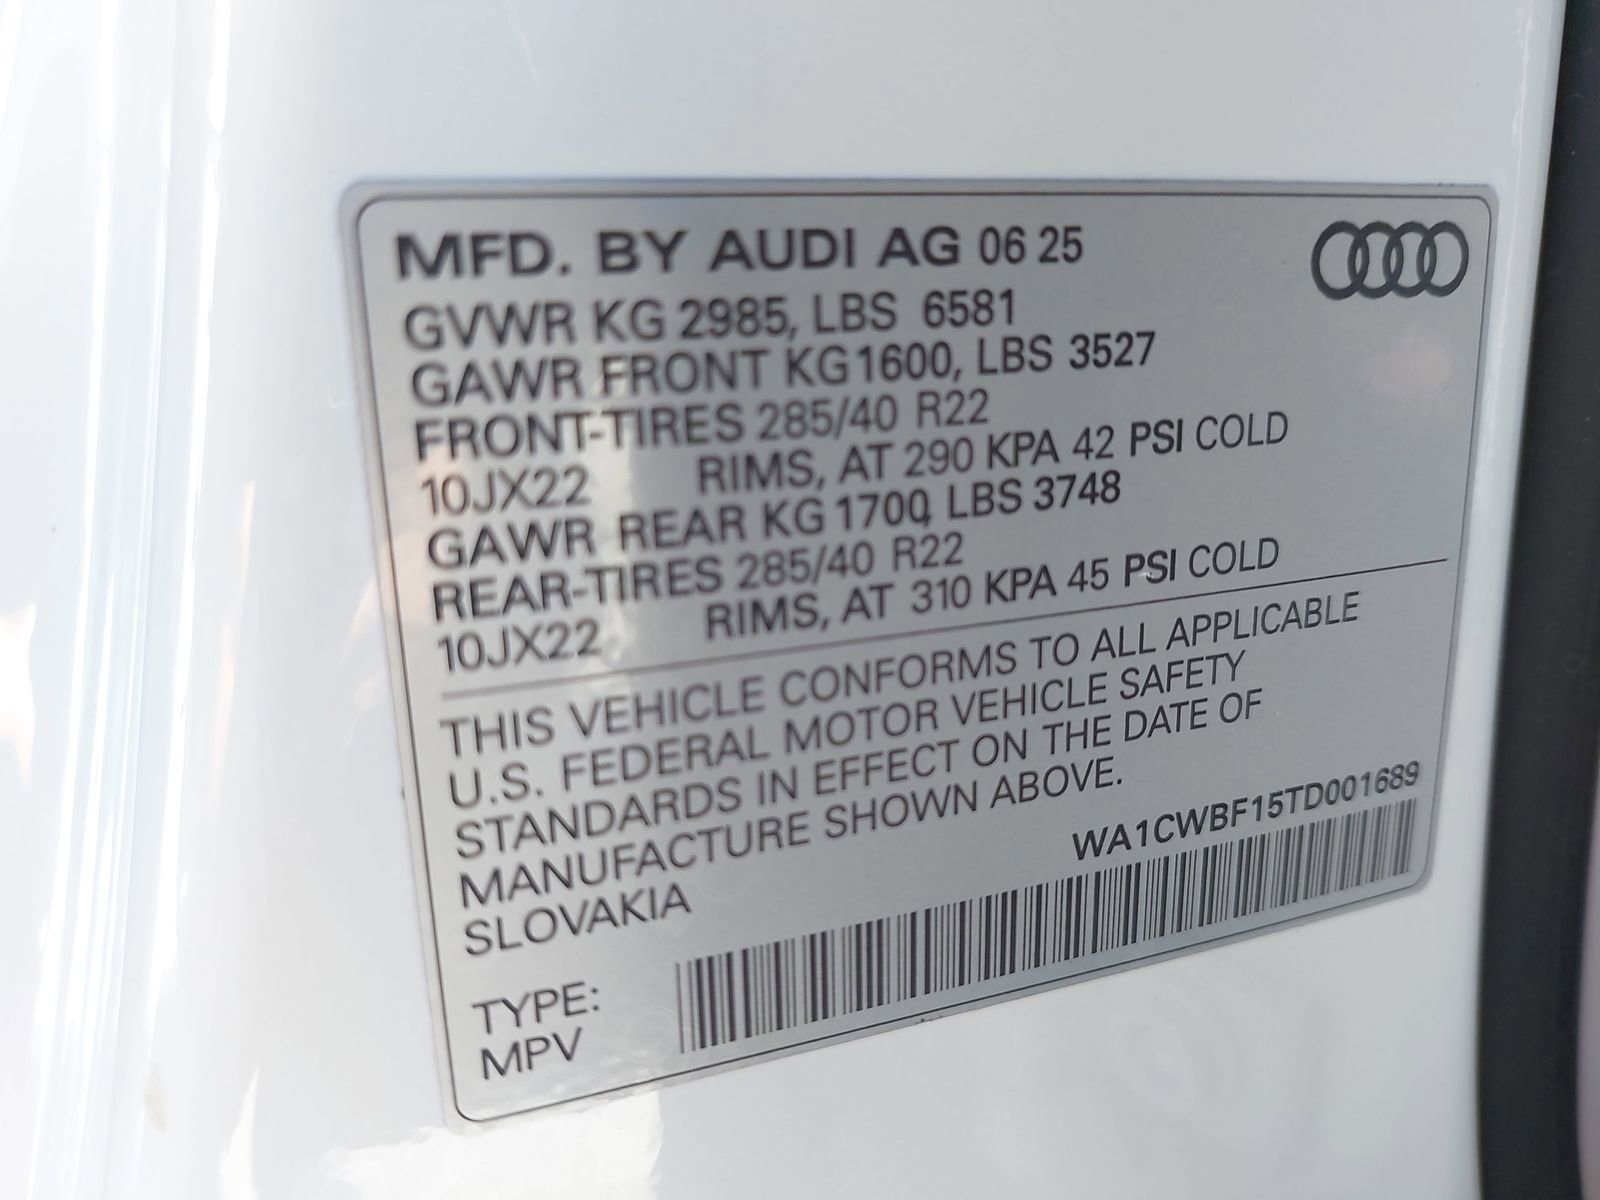 MFD. BY AUDI AG 06 25
GVWR KG 2985, LBS 6581
GAWR FRONT KG 1600, LBS 3527
FRONT-TIRES 285/40 R22
10JX22 RIMS, AT 290 KPA 42 PSI COLD
GAWR REAR KG 1700, LBS 3748
REAR-TIRES 285/40 R22
10JX22 RIMS, AT 310 KPA 45 PSI COLD
THIS VEHICLE CONFORMS TO ALL APPLICABLE
U.S. FEDERAL MOTOR VEHICLE SAFETY
STANDARDS IN EFFECT ON THE DATE OF
MANUFACTURE SHOWN ABOVE.
SLOVAKIA
WA1CWBF15TD001689
TYPE:
MPV